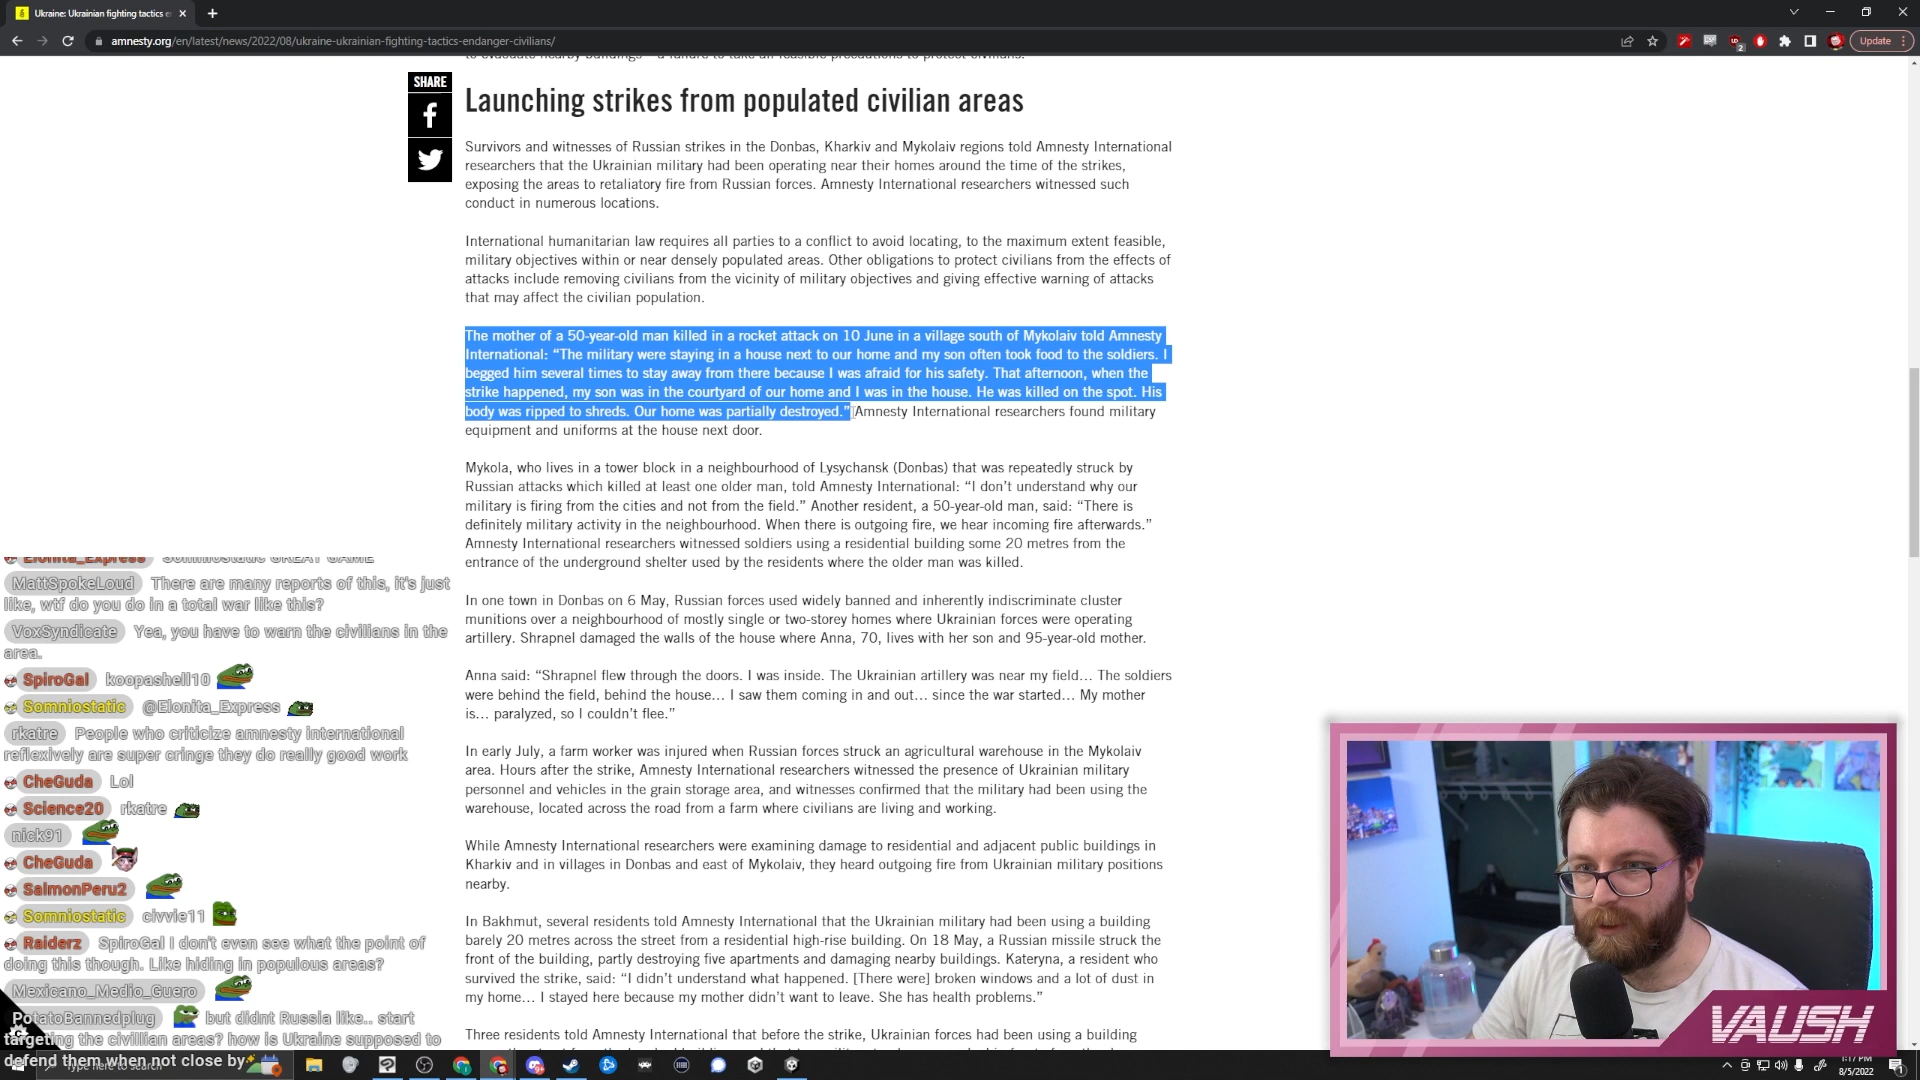 Ukraine: Ukrainian fighting tactics e
amnesty.org/en/latest/news/2022/08/ukraine-ukrainian-fighting-tactics-endanger-civilians/
2
Update
to evacuate nearby buildings – a failure to take all feasible precautions to protect civilians.
SHARE
Launching strikes from populated civilian areas
Survivors and witnesses of Russian strikes in the Donbas, Kharkiv and Mykolaiv regions told Amnesty International
researchers that the Ukrainian military had been operating near their homes around the time of the strikes,
exposing the areas to retaliatory fire from Russian forces. Amnesty International researchers witnessed such
conduct in numerous locations.
International humanitarian law requires all parties to a conflict to avoid locating, to the maximum extent feasible,
military objectives within or near densely populated areas. Other obligations to protect civilians from the effects of
attacks include removing civilians from the vicinity of military objectives and giving effective warning of attacks
that may affect the civilian population.
The mother of a 50-year-old man killed in a rocket attack on 10 June in a village south of Mykolaiv told Amnesty
International: “The military were staying in a house next to our home and my son often took food to the soldiers. I
begged him several times to stay away from there because I was afraid for his safety. That afternoon, when the
strike happened, my son was in the courtyard of our home and I was in the house. He was killed on the spot. His
body was ripped to shreds. Our home was partially destroyed.” Amnesty International researchers found military
equipment and uniforms at the house next door.
Mykola, who lives in a tower block in a neighbourhood of Lysychansk (Donbas) that was repeatedly struck by
Russian attacks which killed at least one older man, told Amnesty International: “I don’t understand why our
military is firing from the cities and not from the field.” Another resident, a 50-year-old man, said: “There is
definitely military activity in the neighbourhood. When there is outgoing fire, we hear incoming fire afterwards.”
Amnesty International researchers witnessed soldiers using a residential building some 20 metres from the
entrance of the underground shelter used by the residents where the older man was killed.
In one town in Donbas on 6 May, Russian forces used widely banned and inherently indiscriminate cluster
munitions over a neighbourhood of mostly single or two-storey homes where Ukrainian forces were operating
artillery. Shrapnel damaged the walls of the house where Anna, 70, lives with her son and 95-year-old mother.
Anna said: “Shrapnel flew through the doors. I was inside. The Ukrainian artillery was near my field… The soldiers
were behind the field, behind the house… I saw them coming in and out… since the war started… My mother
is… paralyzed, so I couldn’t flee.”
In early July, a farm worker was injured when Russian forces struck an agricultural warehouse in the Mykolaiv
area. Hours after the strike, Amnesty International researchers witnessed the presence of Ukrainian military
personnel and vehicles in the grain storage area, and witnesses confirmed that the military had been using the
warehouse, located across the road from a farm where civilians are living and working.
While Amnesty International researchers were examining damage to residential and adjacent public buildings in
Kharkiv and in villages in Donbas and east of Mykolaiv, they heard outgoing fire from Ukrainian military positions
nearby.
In Bakhmut, several residents told Amnesty International that the Ukrainian military had been using a building
barely 20 metres across the street from a residential high-rise building. On 18 May, a Russian missile struck the
front of the building, partly destroying five apartments and damaging nearby buildings. Kateryna, a resident who
survived the strike, said: “I didn’t understand what happened. [There were] broken windows and a lot of dust in
my home… I stayed here because my mother didn’t want to leave. She has health problems.”
Three residents told Amnesty International that before the strike, Ukrainian forces had been using a building
Elonita_Express Somniostatic GREAT GAME
MattSpokeLoud There are many reports of this, it's just
like, wtf do you do in a total war like this?
VoxSyndicate Yea, you have to warn the civilians in the
area.
SpiroGal koopashell10
Somniostatic @Elonita_Express
rkatre People who criticize amnesty international
reflexively are super cringe they do really good work
CheGuda Lol
Science20 rkatre
nick91
CheGuda
SalmonPeru2
Somniostatic civvie11
Raiderz SpiroGal I don't even see what the point of
doing this though. Like hiding in populous areas?
Mexicano_Medio_Guero
PotatoBannedplug but didnt Russia like.. start
targeting the civillian areas? how is Ukraine supposed to
defend them when not close by
Type here to search
VAUSH
1:17 PM
8/5/2022